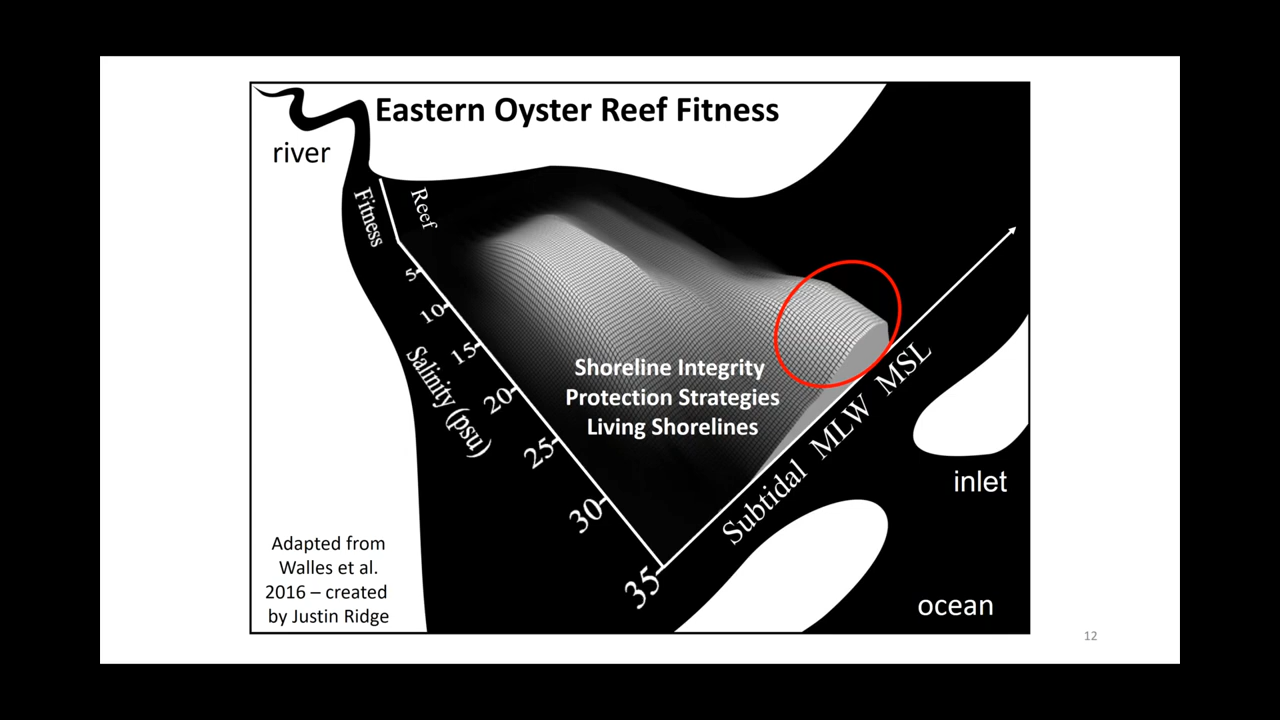 Eastern Oyster Reef Fitness
river
Reef
Fitness
5
10
15
20
25
30
35
Salinity (psu)
Shoreline Integrity
Protection Strategies
Living Shorelines
Subtidal MLW MSL
inlet
ocean
Adapted from
Walles et al.
2016 – created
by Justin Ridge
12